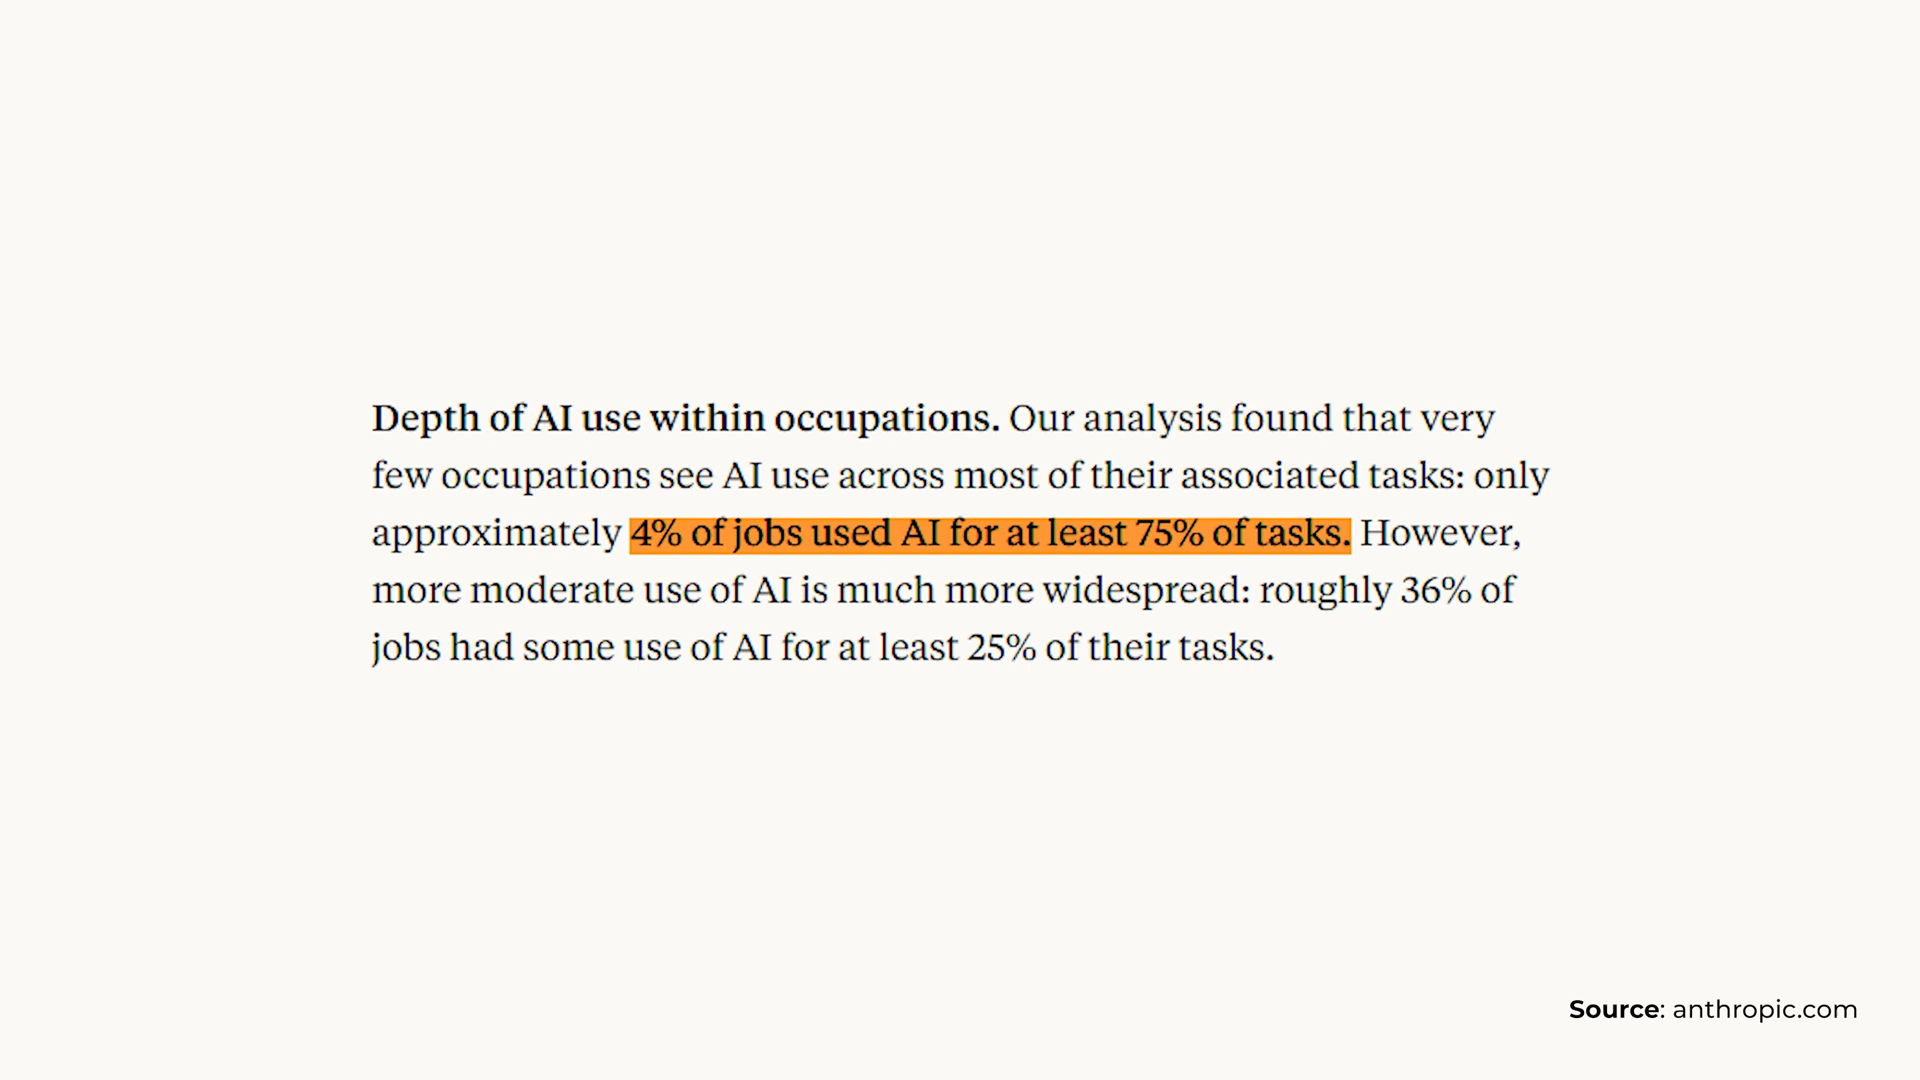 Depth of AI use within occupations. Our analysis found that very
few occupations see AI use across most of their associated tasks: only
approximately 4% of jobs used AI for at least 75% of tasks. However,
more moderate use of AI is much more widespread: roughly 36% of
jobs had some use of AI for at least 25% of their tasks.
Source: anthropic.com